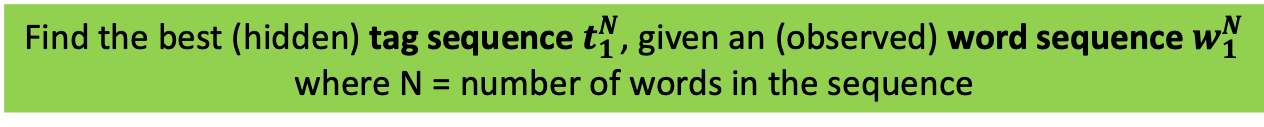 Find the best (hidden) tag sequence t₁ᴺ, given an (observed) word sequence w₁ᴺ
where N = number of words in the sequence